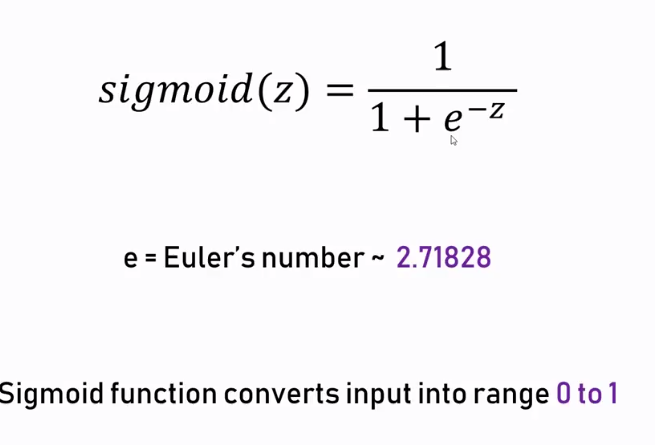 sigmoid(z) = 1 / (1 + e^−z)
e = Euler's number ~ 2.71828
Sigmoid function converts input into range 0 to 1